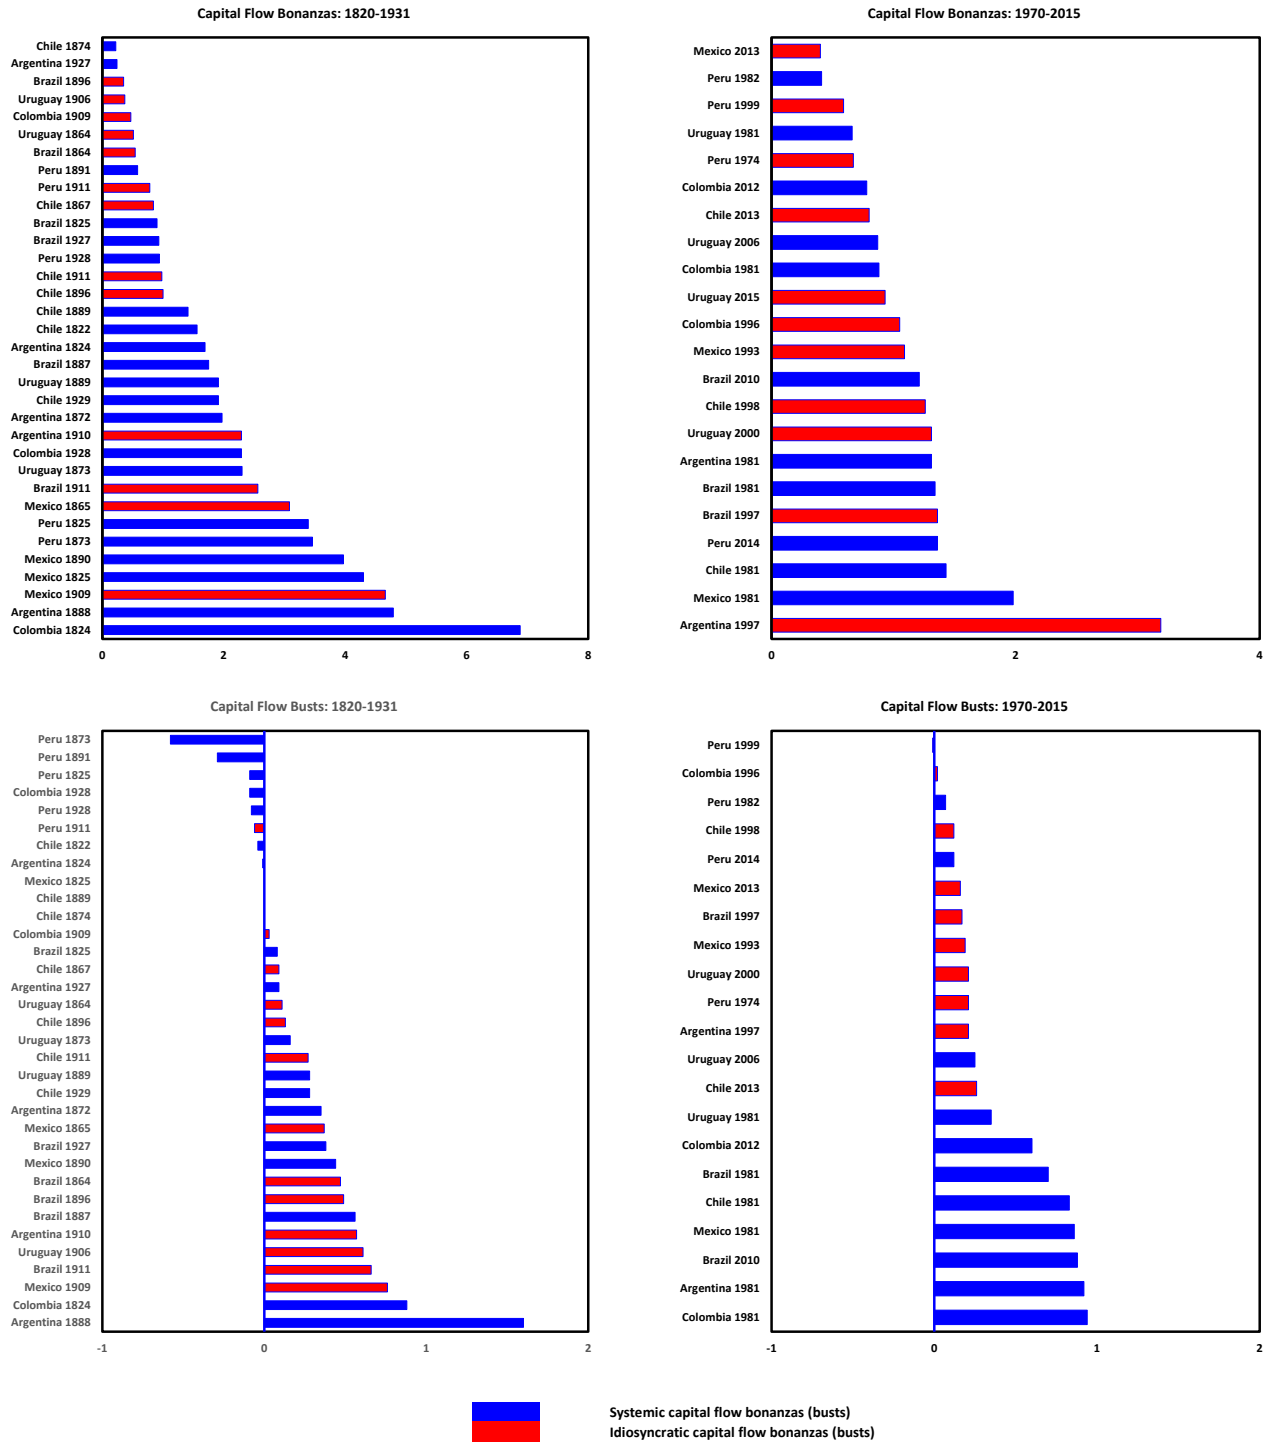 Capital Flow Bonanzas: 1820-1931
Chile 1874
Argentina 1927
Brazil 1896
Uruguay 1906
Colombia 1909
Uruguay 1864
Brazil 1864
Peru 1891
Peru 1911
Chile 1867
Brazil 1825
Brazil 1927
Peru 1928
Chile 1911
Chile 1896
Chile 1889
Chile 1822
Argentina 1824
Brazil 1887
Uruguay 1889
Chile 1929
Argentina 1872
Argentina 1910
Colombia 1928
Uruguay 1873
Brazil 1911
Mexico 1865
Peru 1825
Peru 1873
Mexico 1890
Mexico 1825
Mexico 1909
Argentina 1888
Colombia 1824
0 2 4 6 8
Capital Flow Bonanzas: 1970-2015
Mexico 2013
Peru 1982
Peru 1999
Uruguay 1981
Peru 1974
Colombia 2012
Chile 2013
Uruguay 2006
Colombia 1981
Uruguay 2015
Colombia 1996
Mexico 1993
Brazil 2010
Chile 1998
Uruguay 2000
Argentina 1981
Brazil 1981
Brazil 1997
Peru 2014
Chile 1981
Mexico 1981
Argentina 1997
0 2 4
Capital Flow Busts: 1820-1931
Peru 1873
Peru 1891
Peru 1825
Colombia 1928
Peru 1928
Peru 1911
Chile 1822
Argentina 1824
Mexico 1825
Chile 1889
Chile 1874
Colombia 1909
Brazil 1825
Chile 1867
Argentina 1927
Uruguay 1864
Chile 1896
Uruguay 1873
Chile 1911
Uruguay 1889
Chile 1929
Argentina 1872
Mexico 1865
Brazil 1927
Mexico 1890
Brazil 1864
Brazil 1896
Brazil 1887
Argentina 1910
Uruguay 1906
Brazil 1911
Mexico 1909
Colombia 1824
Argentina 1888
-1 0 1 2
Capital Flow Busts: 1970-2015
Peru 1999
Colombia 1996
Peru 1982
Chile 1998
Peru 2014
Mexico 2013
Brazil 1997
Mexico 1993
Uruguay 2000
Peru 1974
Argentina 1997
Uruguay 2006
Chile 2013
Uruguay 1981
Colombia 2012
Brazil 1981
Chile 1981
Mexico 1981
Brazil 2010
Argentina 1981
Colombia 1981
-1 0 1 2
Systemic capital flow bonanzas (busts)
Idiosyncratic capital flow bonanzas (busts)